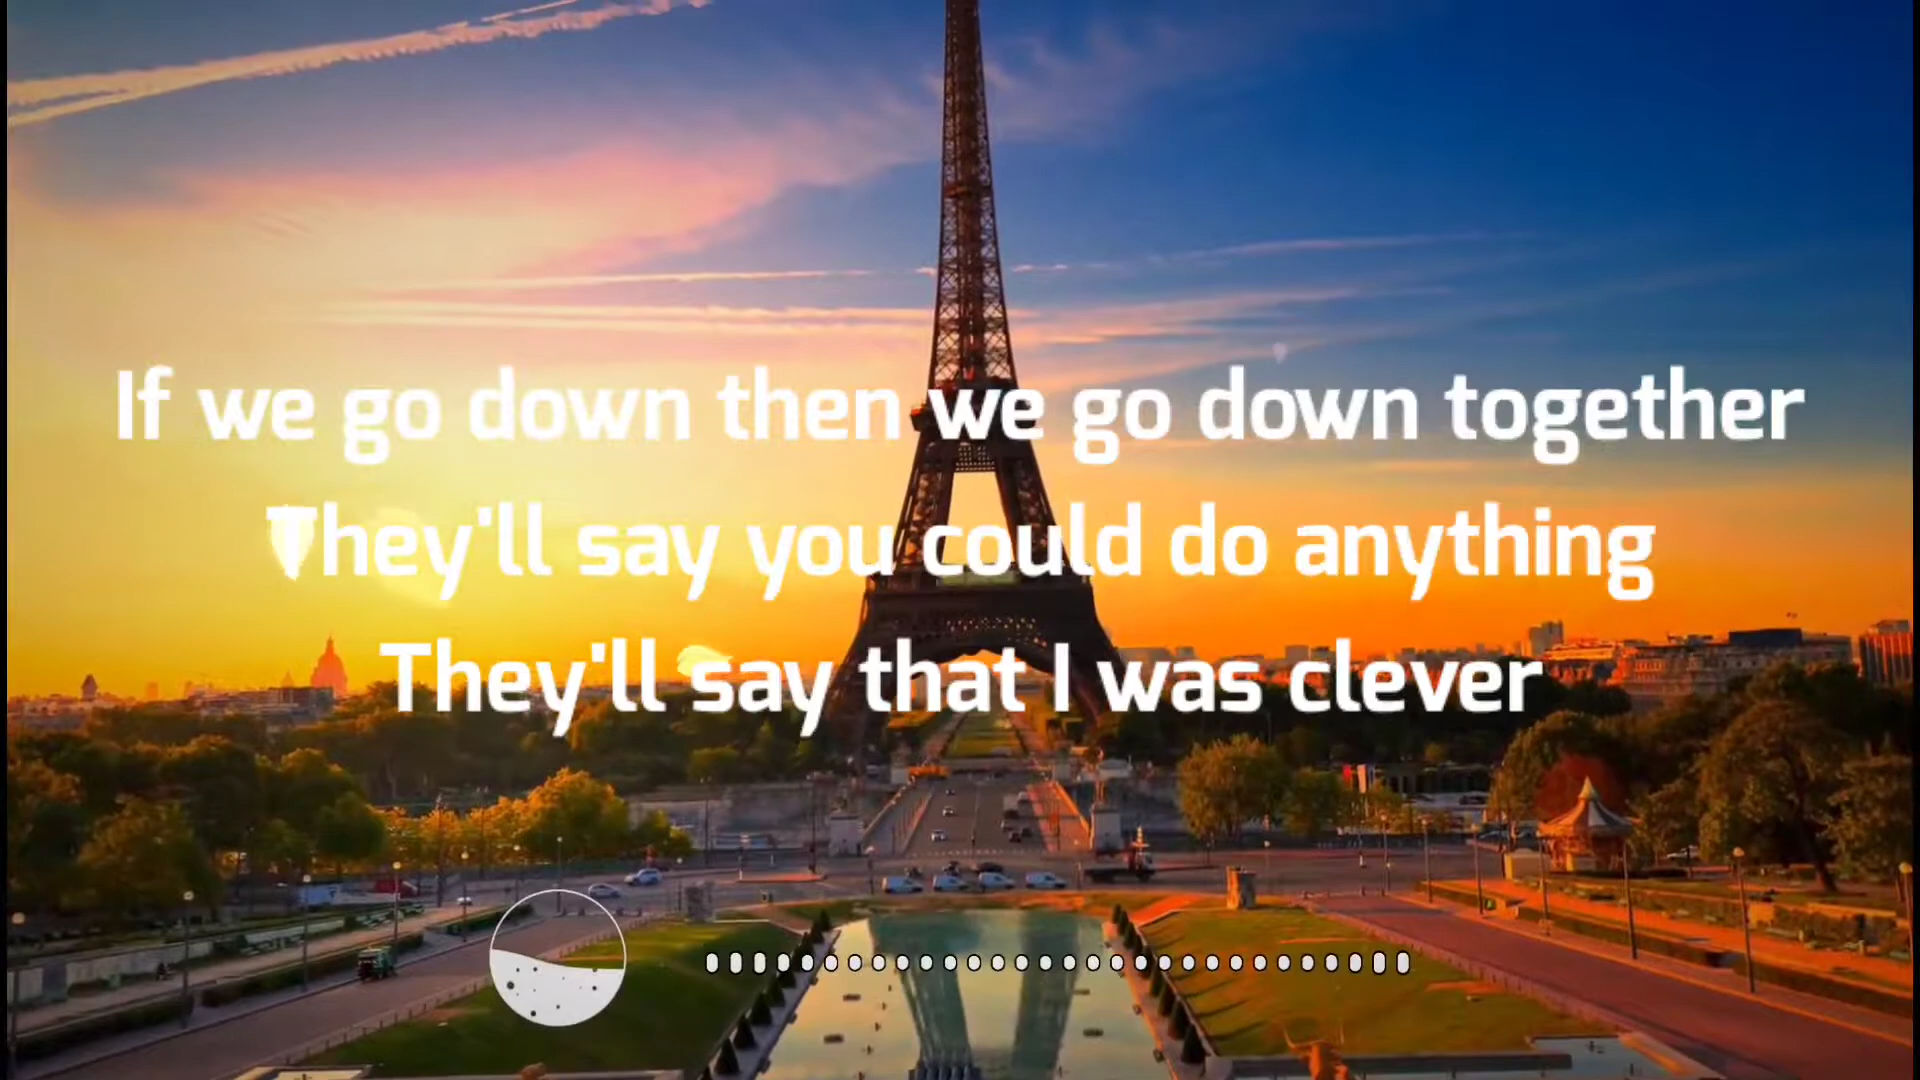 If we go down then we go down together
They'll say you could do anything
They'll say that I was clever